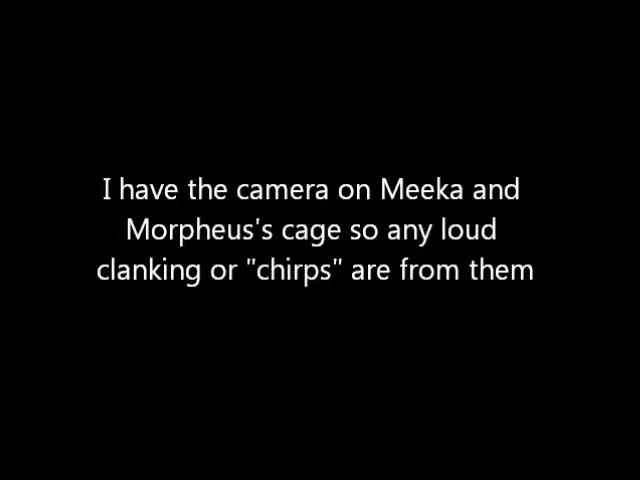 I have the camera on Meeka and
Morpheus's cage so any loud
clanking or "chirps" are from them